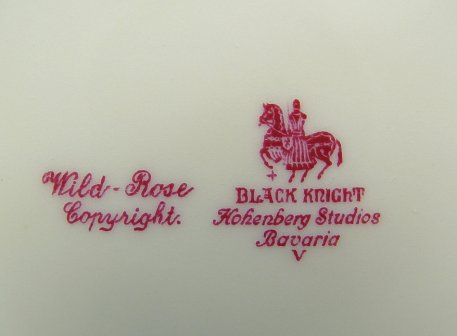 Wild-Rose
Copyright.
BLACK KNIGHT
Hohenberg Studios
Bavaria
V